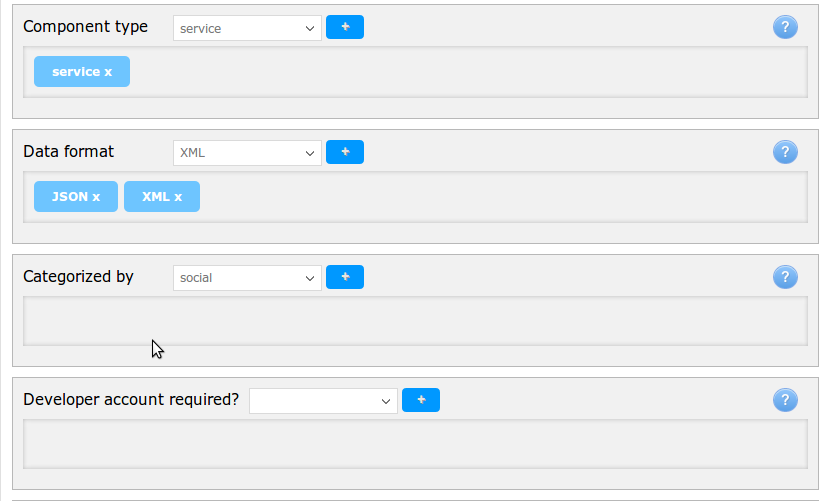 Component type service + ?
service x
Data format XML + ?
JSON x XML x
Categorized by social + ?
Developer account required? + ?